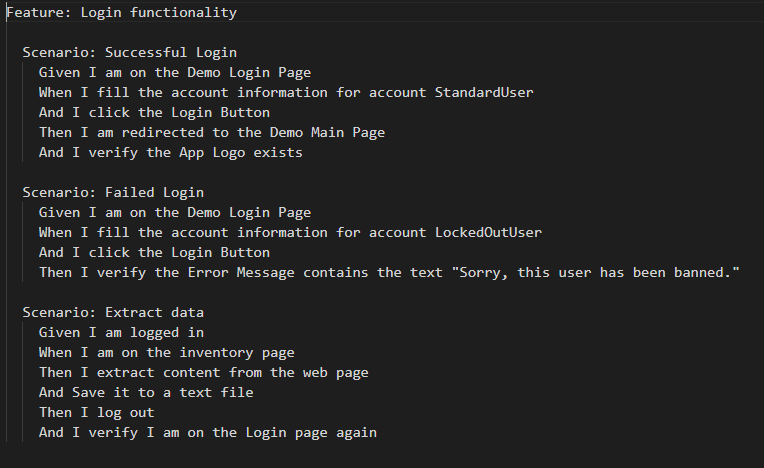 Feature: Login functionality
Scenario: Successful Login
Given I am on the Demo Login Page
When I fill the account information for account StandardUser
And I click the Login Button
Then I am redirected to the Demo Main Page
And I verify the App Logo exists
Scenario: Failed Login
Given I am on the Demo Login Page
When I fill the account information for account LockedOutUser
And I click the Login Button
Then I verify the Error Message contains the text "Sorry, this user has been banned."
Scenario: Extract data
Given I am logged in
When I am on the inventory page
Then I extract content from the web page
And Save it to a text file
Then I log out
And I verify I am on the Login page again